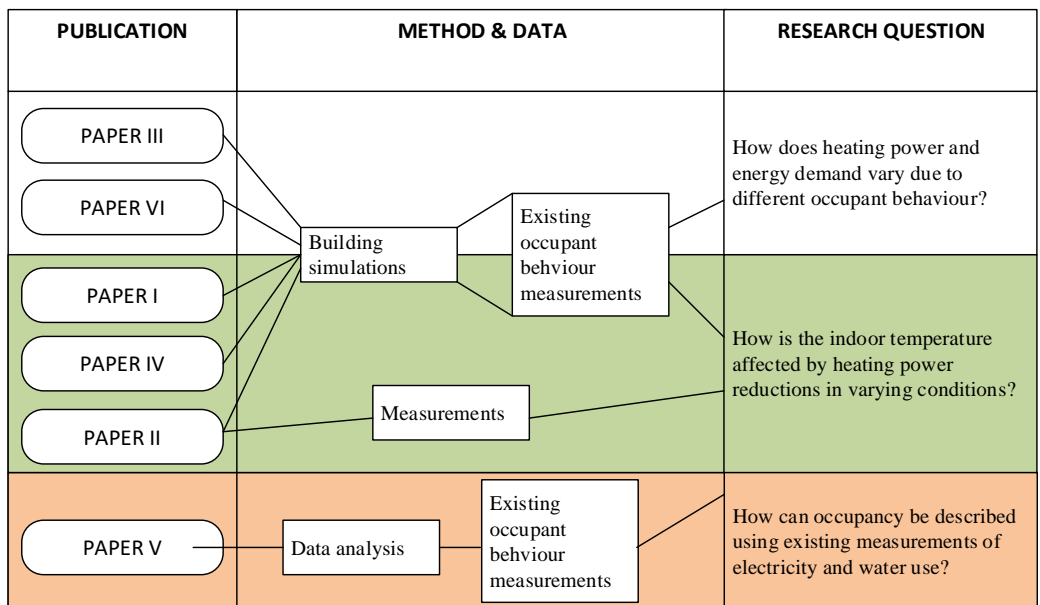 PUBLICATION
METHOD & DATA
RESEARCH QUESTION
PAPER III
PAPER VI
Building
simulations
Existing
occupant
behviour
measurements
How does heating power and
energy demand vary due to
different occupant behaviour?
PAPER I
PAPER IV
PAPER II
Measurements
How is the indoor temperature
affected by heating power
reductions in varying conditions?
PAPER V
Data analysis
Existing
occupant
behviour
measurements
How can occupancy be described
using existing measurements of
electricity and water use?